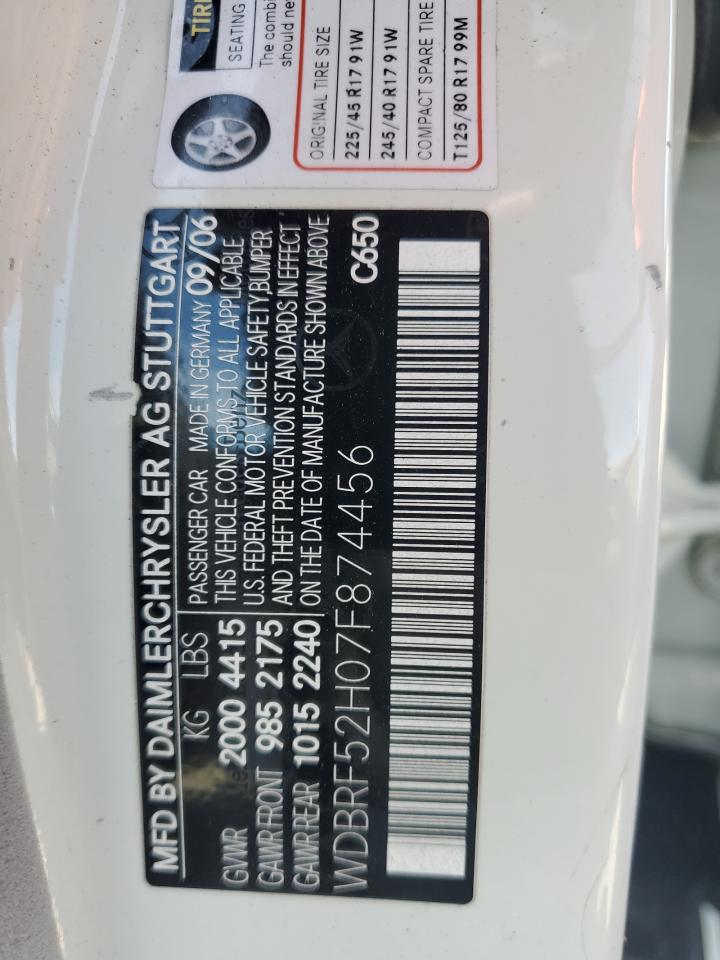 TIRE
SEATING
The combi
should nev
ORIGINAL TIRE SIZE
225/45 R17 91W
245/40 R17 91W
COMPACT SPARE TIRE
T125/80 R17 99M
MFD BY DAIMLERCHRYSLER AG STUTTGART
KG LBS PASSENGER CAR MADE IN GERMANY 09/06
GVWR 2000 4415 THIS VEHICLE CONFORMS TO ALL APPLICABLE
GAWR FRONT 985 2175 U.S. FEDERAL MOTOR VEHICLE SAFETY,BUMPER
GAWR REAR 1015 2240 AND THEFT PREVENTION STANDARDS IN EFFECT
ON THE DATE OF MANUFACTURE SHOWN ABOVE
WDBRF52H07F874456 C650